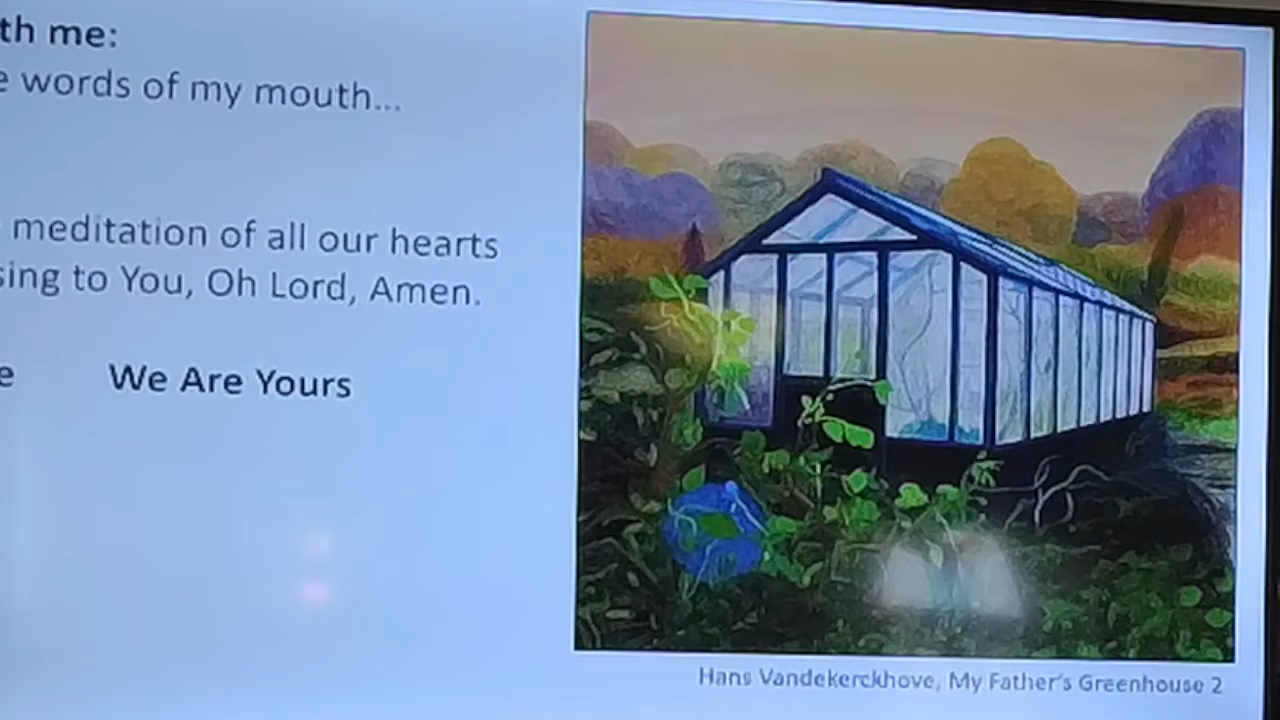 th me:
e words of my mouth...
meditation of all our hearts
sing to You, Oh Lord, Amen.
e We Are Yours
Hans Vandekerckhove, My Father's Greenhouse 2